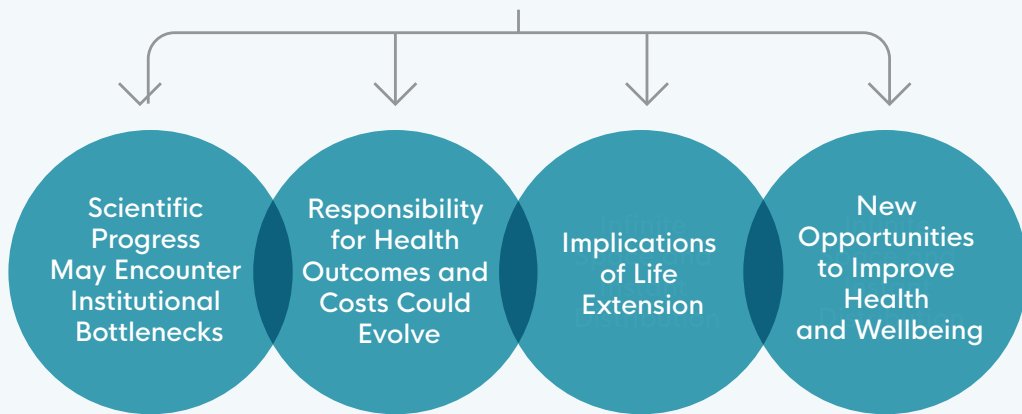 Scientific
Progress
May Encounter
Institutional
Bottlenecks
Responsibility
for Health
Outcomes and
Costs Could
Evolve
Implications
of Life
Extension
New
Opportunities
to Improve
Health
and Wellbeing